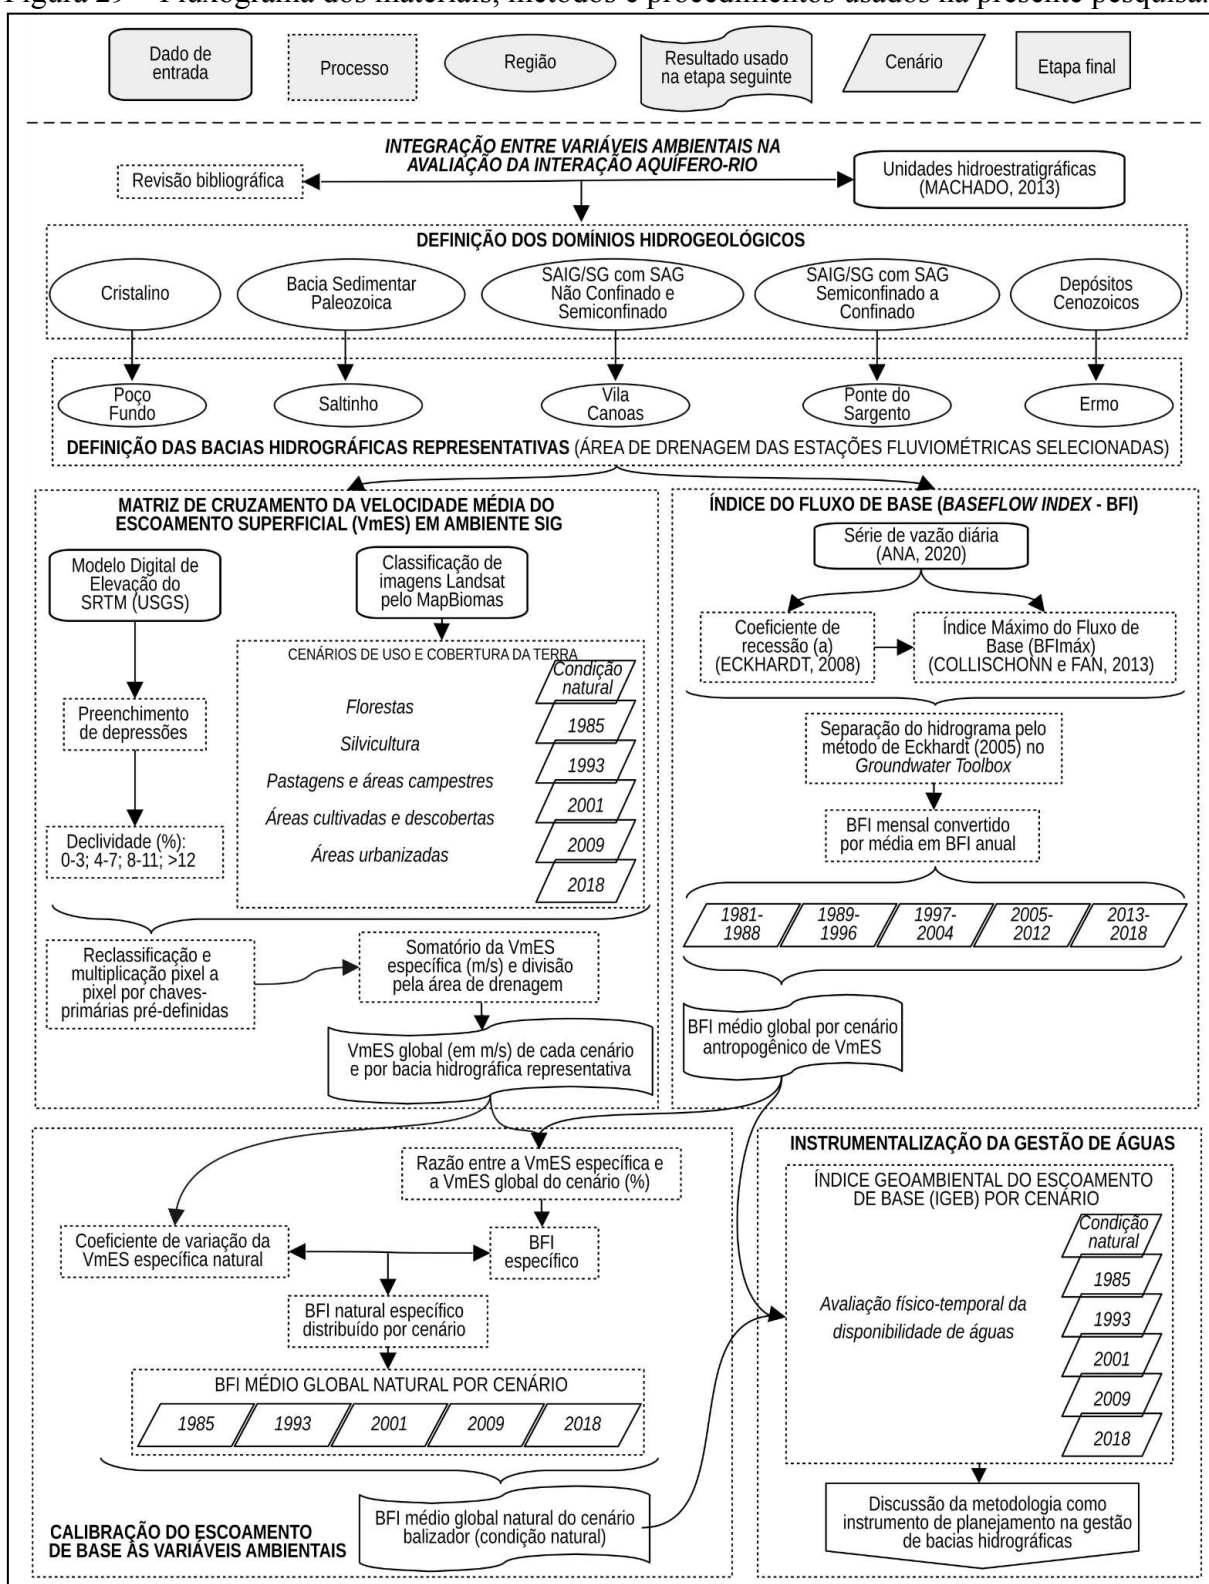 Figura 29 – Fluxograma dos materiais, métodos e procedimentos usados na presente pesquisa.
Dado de
entrada
Processo
Região
Resultado usado
na etapa seguinte
Cenário
Etapa final
INTEGRAÇÃO ENTRE VARIÁVEIS AMBIENTAIS NA
AVALIAÇÃO DA INTERAÇÃO AQUÍFERO-RIO
Revisão bibliográfica
Unidades hidroestratigráficas
(MACHADO, 2013)
DEFINIÇÃO DOS DOMÍNIOS HIDROGEOLÓGICOS
Cristalino
Bacia Sedimentar
Paleozoica
SAIG/SG com SAG
Não Confinado e
Semiconfinado
SAIG/SG com SAG
Semiconfinado a
Confinado
Depósitos
Cenozoicos
Poço
Fundo
Saltinho
Vila
Canoas
Ponte do
Sargento
Ermo
DEFINIÇÃO DAS BACIAS HIDROGRÁFICAS REPRESENTATIVAS (ÁREA DE DRENAGEM DAS ESTAÇÕES FLUVIOMÉTRICAS SELECIONADAS)
MATRIZ DE CRUZAMENTO DA VELOCIDADE MÉDIA DO
ESCOAMENTO SUPERFICIAL (VmES) EM AMBIENTE SIG
Modelo Digital de
Elevação do
SRTM (USGS)
Classificação de
imagens Landsat
pelo MapBiomas
Preenchimento
de depressões
Declividade (%):
0-3; 4-7; 8-11; >12
CENÁRIOS DE USO E COBERTURA DA TERRA
Florestas
Silvicultura
Pastagens e áreas campestres
Áreas cultivadas e descobertas
Áreas urbanizadas
Condição
natural
1985
1993
2001
2009
2018
Reclassificação e
multiplicação pixel a
pixel por chaves-
primárias pré-definidas
Somatório da VmES
específica (m/s) e divisão
pela área de drenagem
VmES global (em m/s) de cada cenário
e por bacia hidrográfica representativa
ÍNDICE DO FLUXO DE BASE (BASEFLOW INDEX - BFI)
Série de vazão diária
(ANA, 2020)
Coeficiente de
recessão (a)
(ECKHARDT, 2008)
Índice Máximo do Fluxo de
Base (BFImáx)
(COLLISCHONN e FAN, 2013)
Separação do hidrograma pelo
método de Eckhardt (2005) no
Groundwater Toolbox
BFI mensal convertido
por média em BFI anual
1981-
1988
1989-
1996
1997-
2004
2005-
2012
2013-
2018
BFI médio global por cenário
antropogênico de VmES
Razão entre a VmES específica e
a VmES global do cenário (%)
Coeficiente de variação da
VmES específica natural
BFI
específico
BFI natural específico
distribuído por cenário
BFI MÉDIO GLOBAL NATURAL POR CENÁRIO
1985
1993
2001
2009
2018
BFI médio global natural do cenário
balizador (condição natural)
CALIBRAÇÃO DO ESCOAMENTO
DE BASE ÀS VARIÁVEIS AMBIENTAIS
INSTRUMENTALIZAÇÃO DA GESTÃO DE ÁGUAS
ÍNDICE GEOAMBIENTAL DO ESCOAMENTO
DE BASE (IGEB) POR CENÁRIO
Avaliação físico-temporal da
disponibilidade de águas
Condição
natural
1985
1993
2001
2009
2018
Discussão da metodologia como
instrumento de planejamento na gestão
de bacias hidrográficas